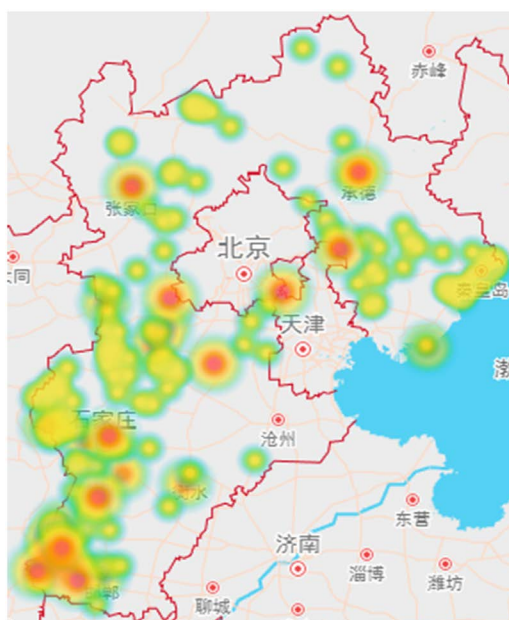 赤峰
承德
张家口
北京
大同
秦皇岛
天津
渤
石家庄
沧州
衡水
东营
济南
淄博
潍坊
邯郸
聊城